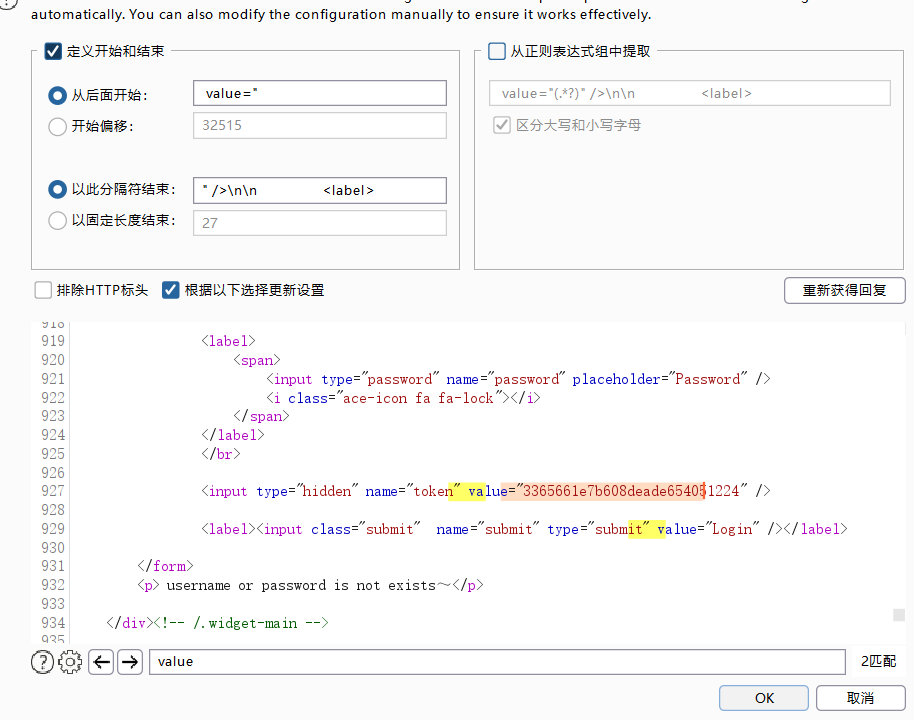 automatically. You can also modify the configuration manually to ensure it works effectively.
定义开始和结束
从后面开始:
value="
开始偏移:
32515
以此分隔符结束:
" />\n\n <label>
以固定长度结束:
27
从正则表达式组中提取
value="(.*?)" />\n\n <label>
区分大写和小写字母
排除HTTP标头
根据以下选择更新设置
重新获得回复
918
919 <label>
920 <span>
921 <input type="password" name="password" placeholder="Password" />
922 <i class="ace-icon fa fa-lock"></i>
923 </span>
924 </label>
925 </br>
926
927 <input type="hidden" name="token" value="3365661e7b608deade654051224" />
928
929 <label><input class="submit" name="submit" type="submit" value="Login" /></label>
930
931 </form>
932 <p> username or password is not exists～</p>
933
934 </div><!-- /.widget-main -->
935
value
2匹配
OK
取消